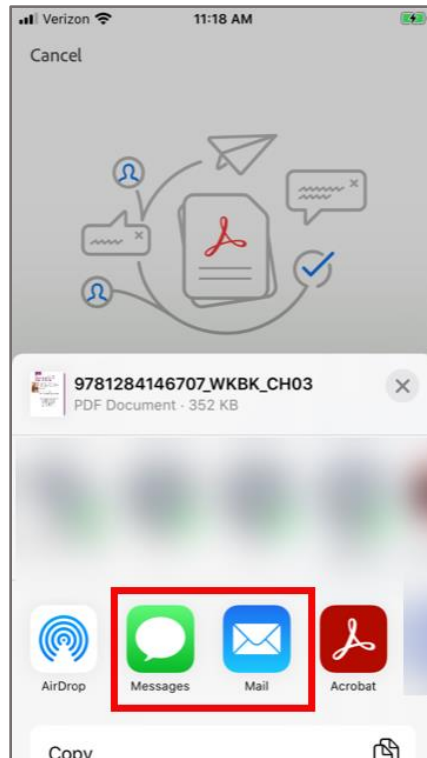 Verizon 11:18 AM
Cancel
9781284146707_WKBK_CH03
PDF Document · 352 KB
AirDrop Messages Mail Acrobat
Copy